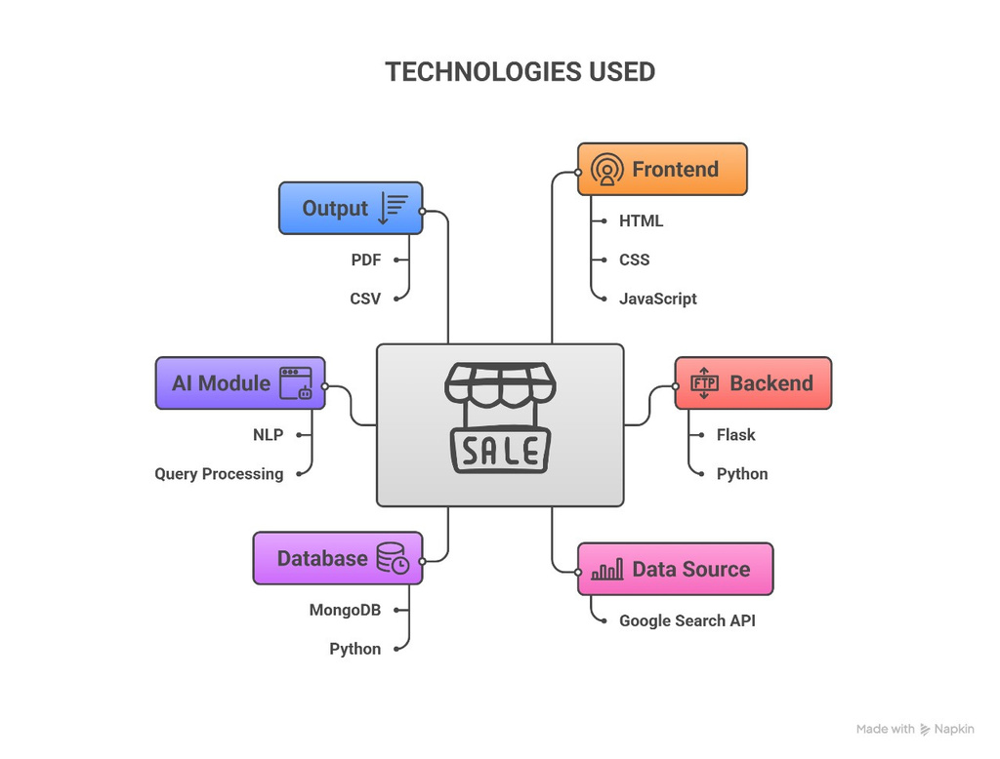 TECHNOLOGIES USED
Frontend
HTML
CSS
JavaScript
Output
PDF
CSV
AI Module
NLP
Query Processing
SALE
FTP
Backend
Flask
Python
Database
MongoDB
Python
Data Source
Google Search API
Made with Napkin